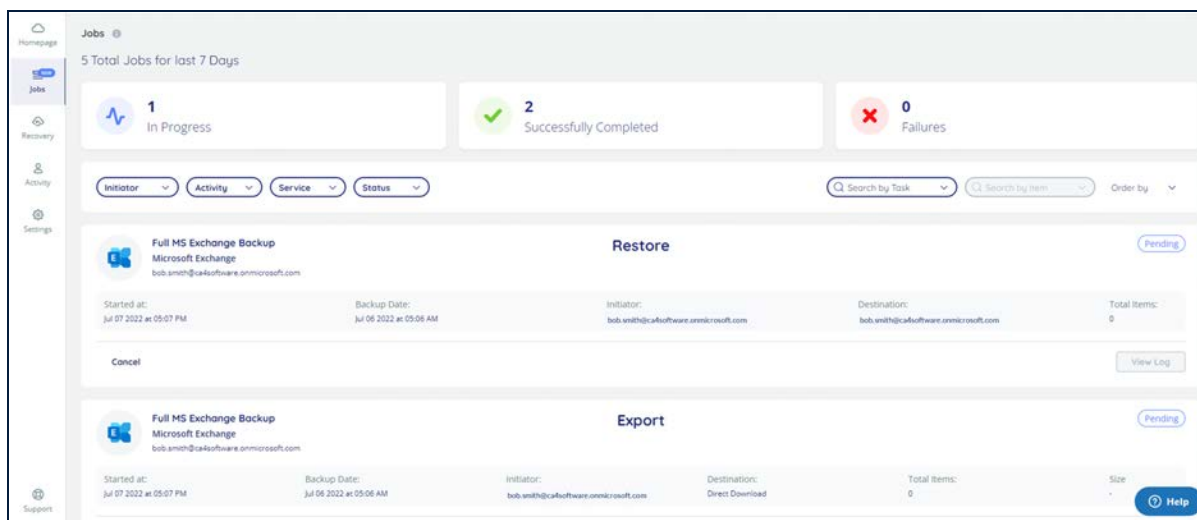 Homepage
Jobs
Recovery
Activity
Settings
Support
Jobs
5 Total Jobs for last 7 Days
1
In Progress
2
Successfully Completed
0
Failures
Initiator Activity Service Status Search by Task Search by Item Order by
Full MS Exchange Backup
Microsoft Exchange
bob.smith@ca4software.onmicrosoft.com
Restore
Pending
Started at: Backup Date: Initiator: Destination: Total Items:
Jul 07 2022 at 05:07 PM Jul 06 2022 at 05:06 AM bob.smith@ca4software.onmicrosoft.com bob.smith@ca4software.onmicrosoft.com 0
Cancel View Log
Full MS Exchange Backup
Microsoft Exchange
bob.smith@ca4software.onmicrosoft.com
Export
Pending
Started at: Backup Date: Initiator: Destination: Total Items: Size
Jul 07 2022 at 05:07 PM Jul 06 2022 at 05:06 AM bob.smith@ca4software.onmicrosoft.com Direct Download 0 -
Help